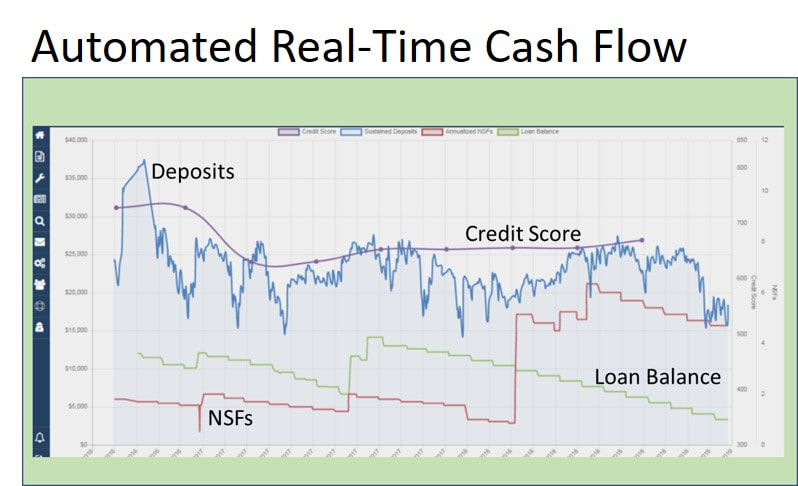 Automated Real-Time Cash Flow
Credit Score Sustained Deposits Annualized NSFs Loan Balance
$40,000 850 12
Deposits
$35,000 800 10
$30,000 700
Credit Score
$25,000 8
$20,000 600 6
Credit Score NSFs
$15,000 500
$10,000 400 4
Loan Balance
$5,000 2
NSFs
$0 300 0